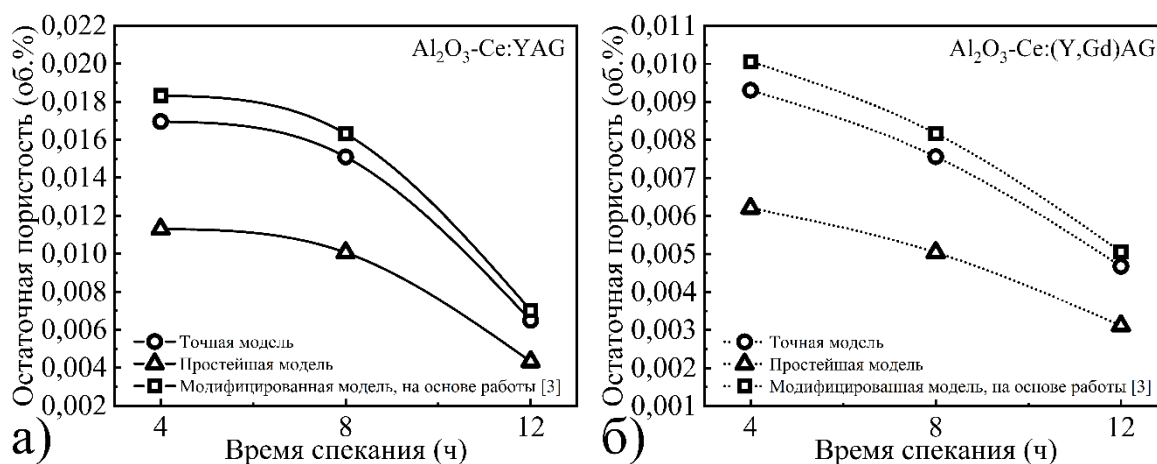 Al₂O₃-Ce:YAG
Остаточная пористость (об.%)
0,022
0,020
0,018
0,016
0,014
0,012
0,010
0,008
0,006
0,004
0,002
Точная модель
Простейшая модель
Модифицированная модель, на основе работы [3]
4
8
12
Время спекания (ч)
а)
Al₂O₃-Ce:(Y,Gd)AG
Остаточная пористость (об.%)
0,011
0,010
0,009
0,008
0,007
0,006
0,005
0,004
0,003
0,002
0,001
Точная модель
Простейшая модель
Модифицированная модель, на основе работы [3]
4
8
12
Время спекания (ч)
б)